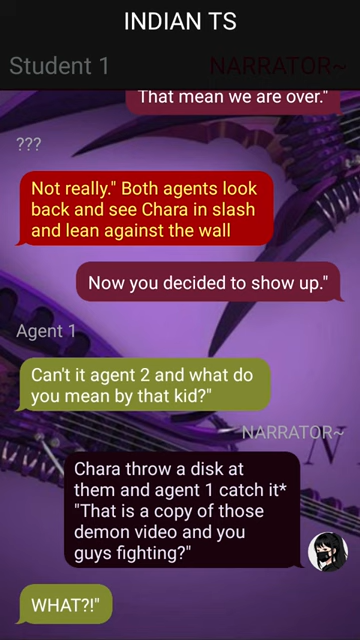 INDIAN TS
Student 1
NARRATOR~
That mean we are over."
???
Not really." Both agents look
back and see Chara in slash
and lean against the wall
Now you decided to show up."
Agent 1
Can't it agent 2 and what do
you mean by that kid?"
NARRATOR~
Chara throw a disk at
them and agent 1 catch it*
"That is a copy of those
demon video and you
guys fighting?"
WHAT?!"